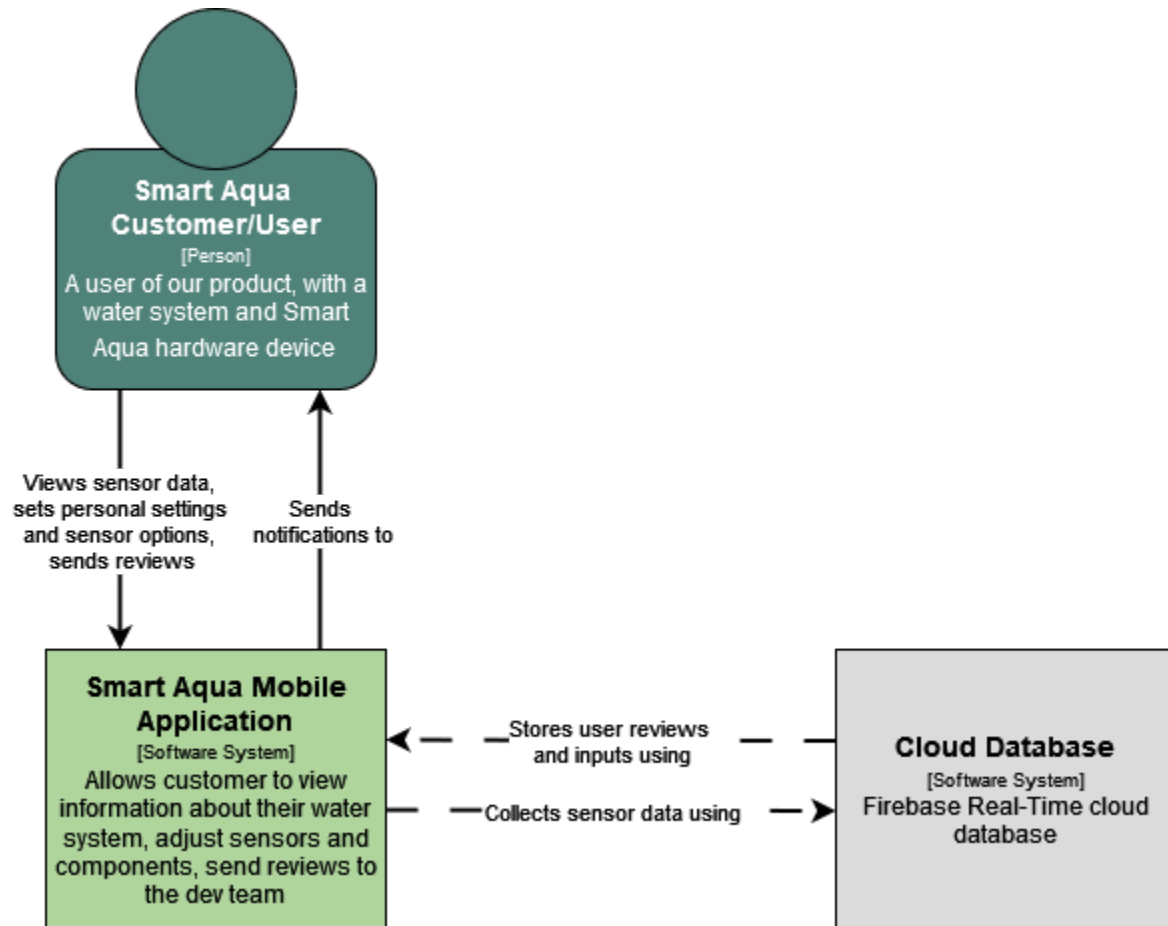 Smart Aqua
Customer/User
[Person]
A user of our product, with a
water system and Smart
Aqua hardware device
Views sensor data,
sets personal settings
and sensor options,
sends reviews
Sends
notifications to
Smart Aqua Mobile
Application
[Software System]
Allows customer to view
information about their water
system, adjust sensors and
components, send reviews to
the dev team
Stores user reviews
and inputs using
Collects sensor data using
Cloud Database
[Software System]
Firebase Real-Time cloud
database